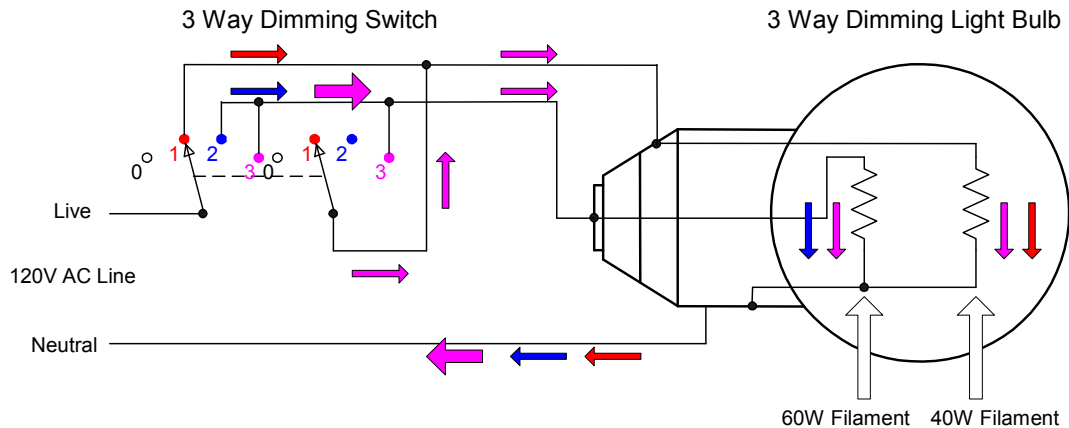 3 Way Dimming Switch
3 Way Dimming Light Bulb
0 1 2 3 0 1 2 3
Live
120V AC Line
Neutral
60W Filament
40W Filament